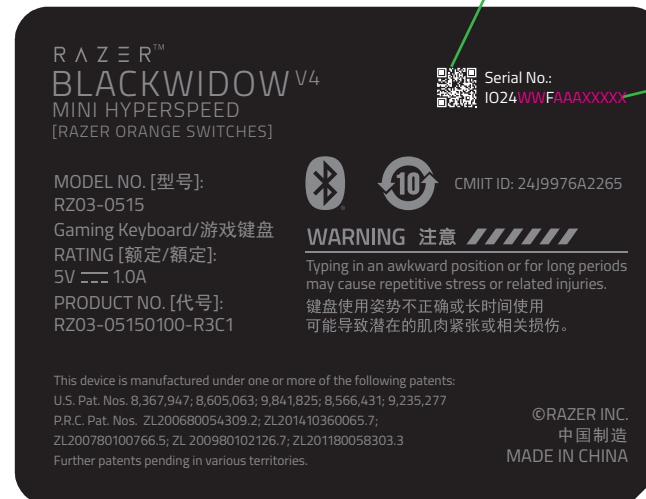 RAZER™
BLACKWIDOW V4
MINI HYPERSPEED
[RAZER ORANGE SWITCHES]
Serial No.:
IO24WWFAAAXXXXX
MODEL NO. [型号]:
RZ03-0515
Gaming Keyboard/游戏键盘
RATING [额定/額定]:
5V ⎓ 1.0A
PRODUCT NO. [代号]:
RZ03-05150100-R3C1
10
CMIIT ID: 24J9976A2265
WARNING 注意
Typing in an awkward position or for long periods
may cause repetitive stress or related injuries.
键盘使用姿势不正确或长时间使用
可能导致潜在的肌肉紧张或相关损伤。
This device is manufactured under one or more of the following patents:
U.S. Pat. Nos. 8,367,947; 8,605,063; 9,841,825; 8,566,431; 9,235,277
P.R.C. Pat. Nos. ZL200680054309.2; ZL201410360065.7;
ZL200780100766.5; ZL 200980102126.7; ZL201180058303.3
Further patents pending in various territories.
©RAZER INC.
中国制造
MADE IN CHINA